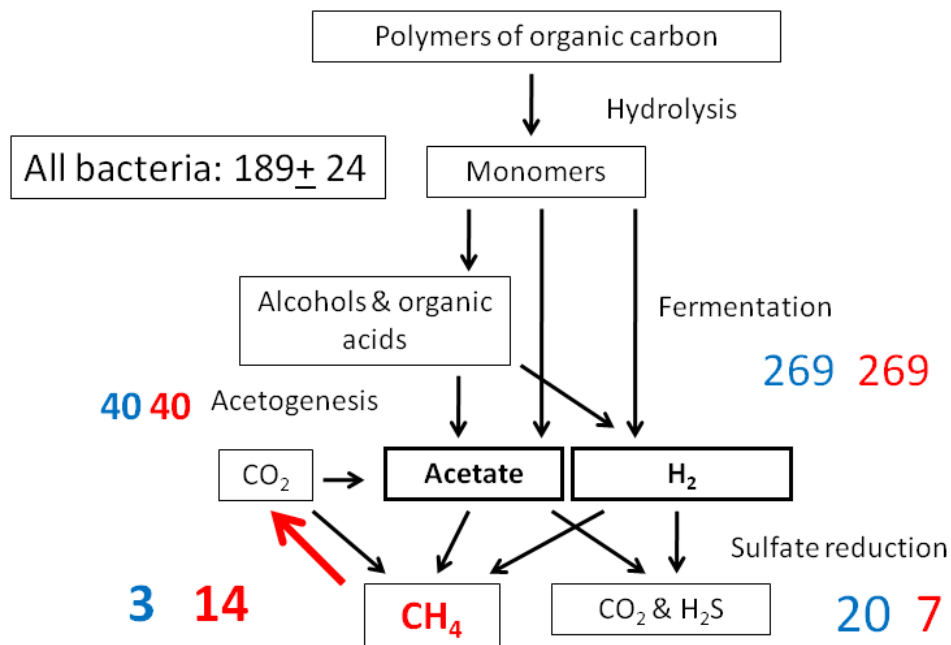 Polymers of organic carbon
Hydrolysis
All bacteria: 189± 24
Monomers
Alcohols & organic
acids
Fermentation
269 269
40 40 Acetogenesis
CO₂
Acetate
H₂
Sulfate reduction
3 14
CH₄
CO₂ & H₂S
20 7